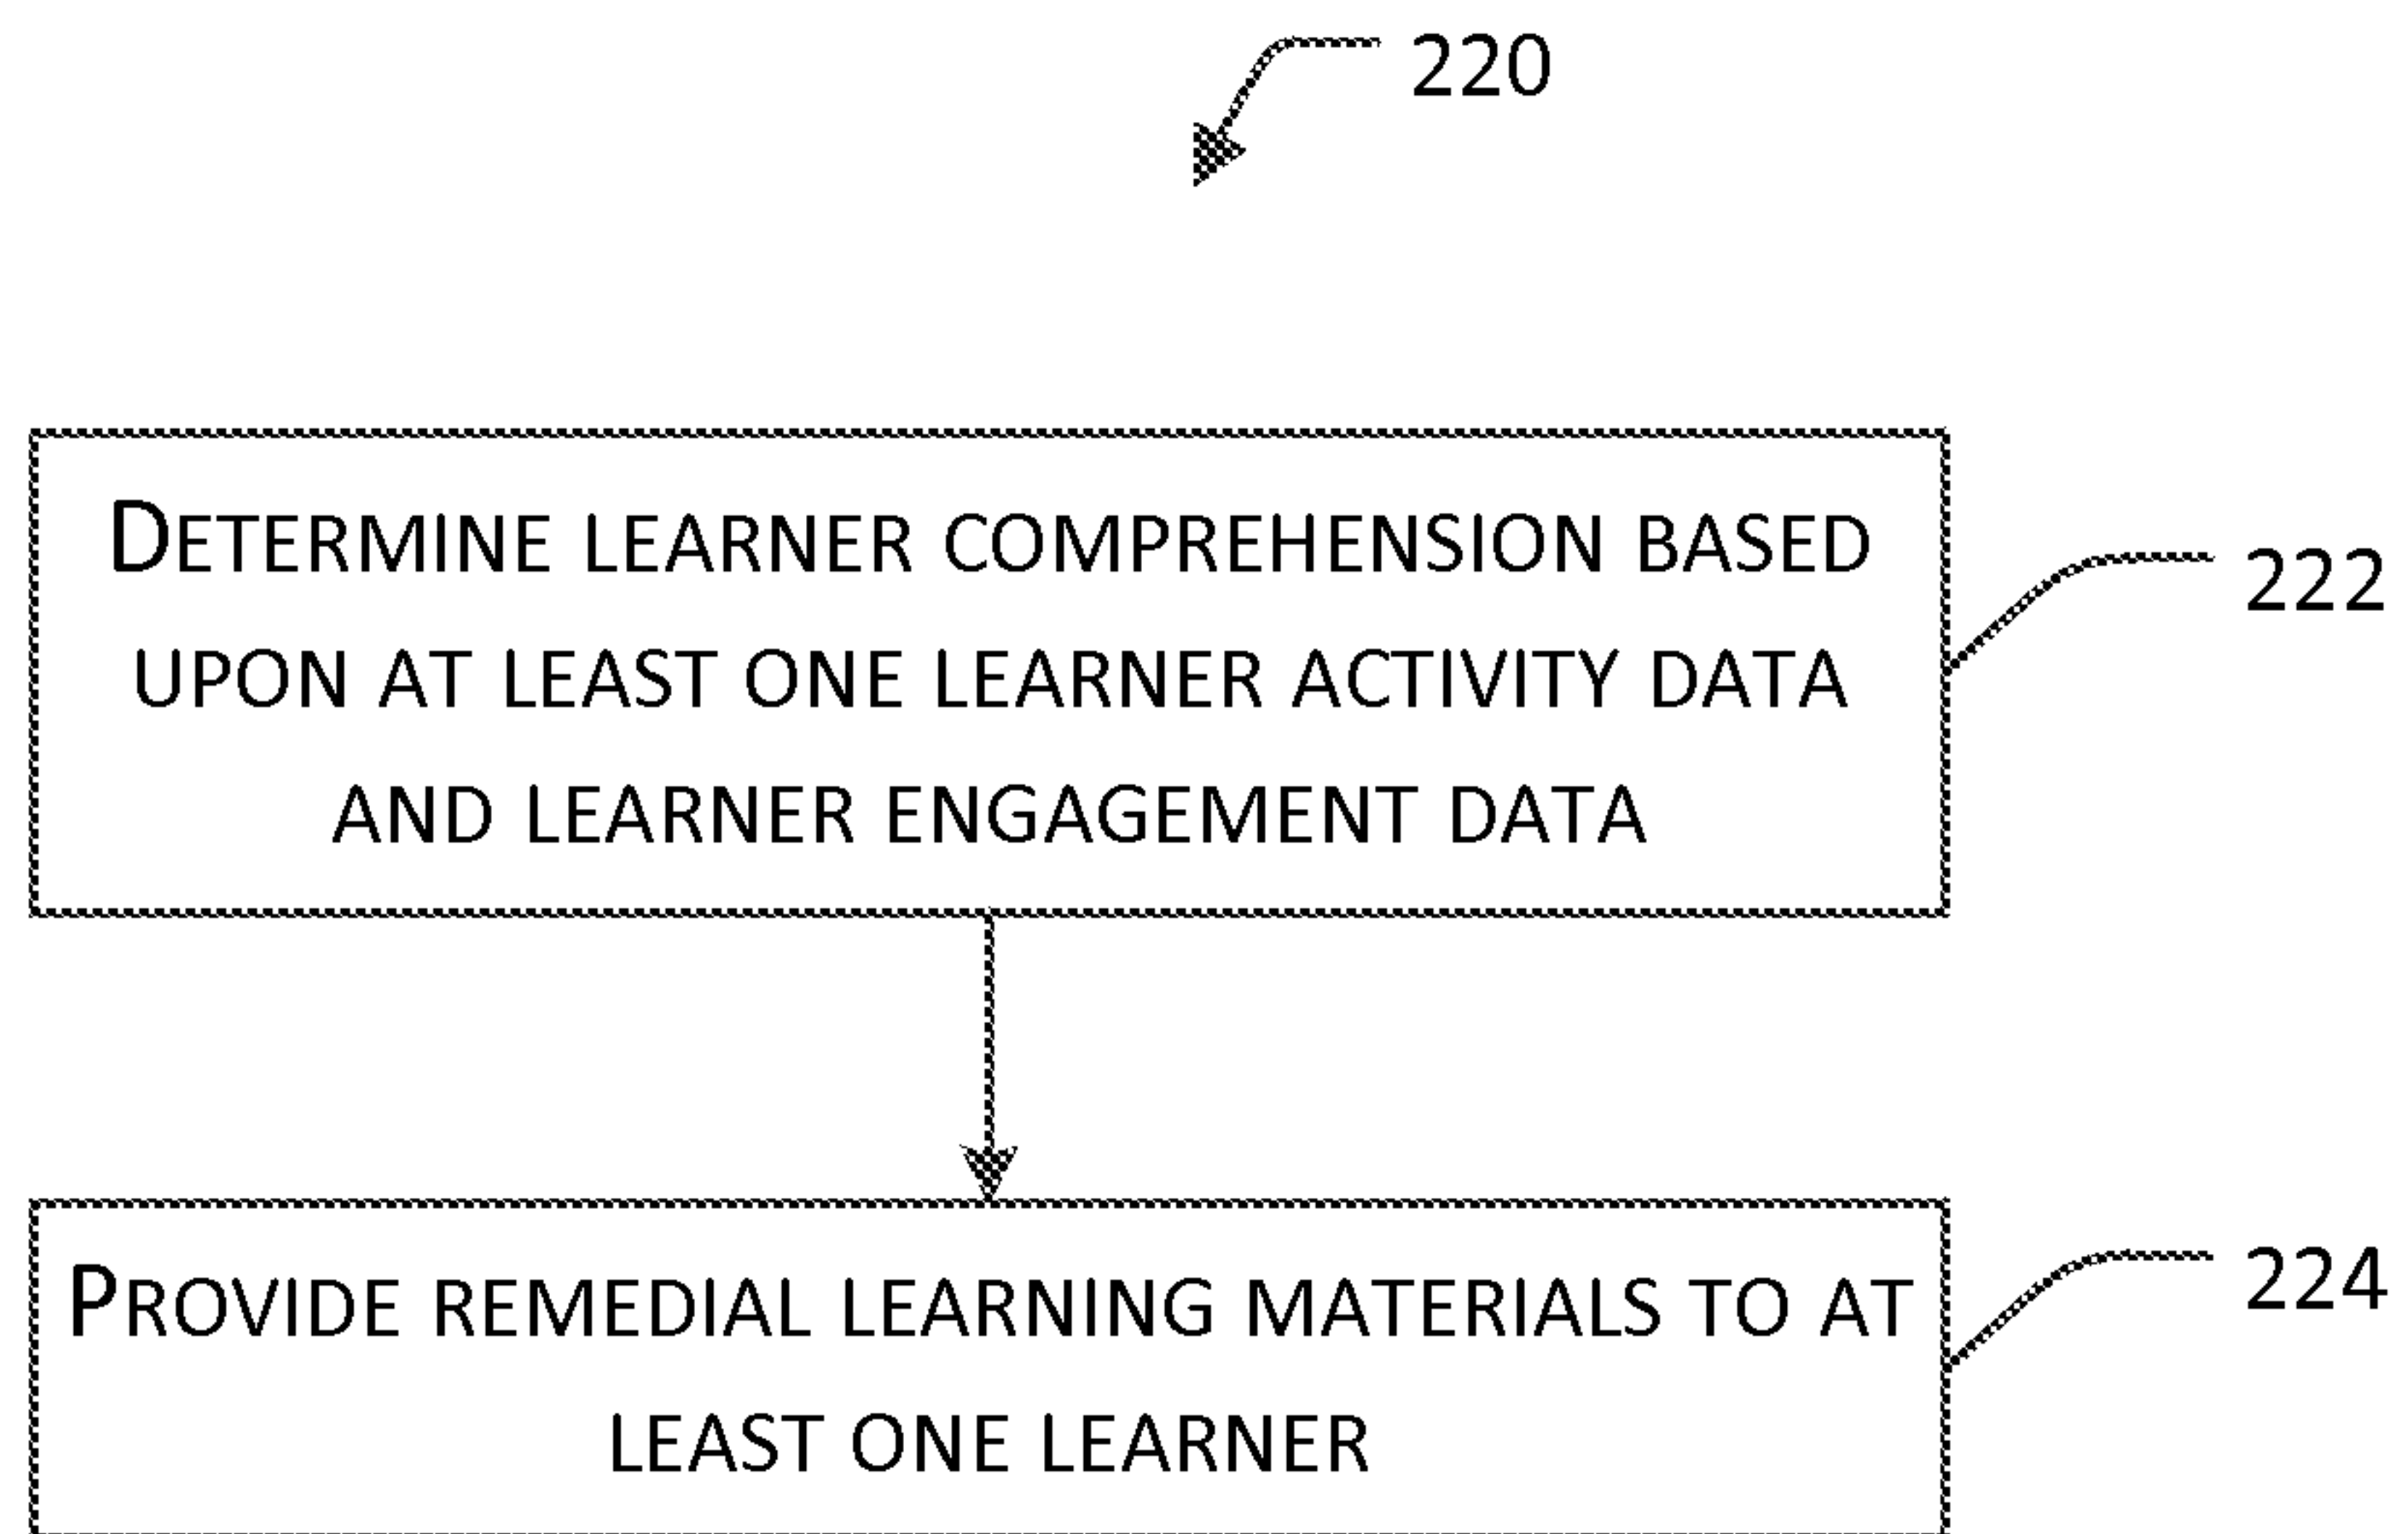 220
DETERMINE LEARNER COMPREHENSION BASED
UPON AT LEAST ONE LEARNER ACTIVITY DATA
AND LEARNER ENGAGEMENT DATA
222
PROVIDE REMEDIAL LEARNING MATERIALS TO AT
LEAST ONE LEARNER
224